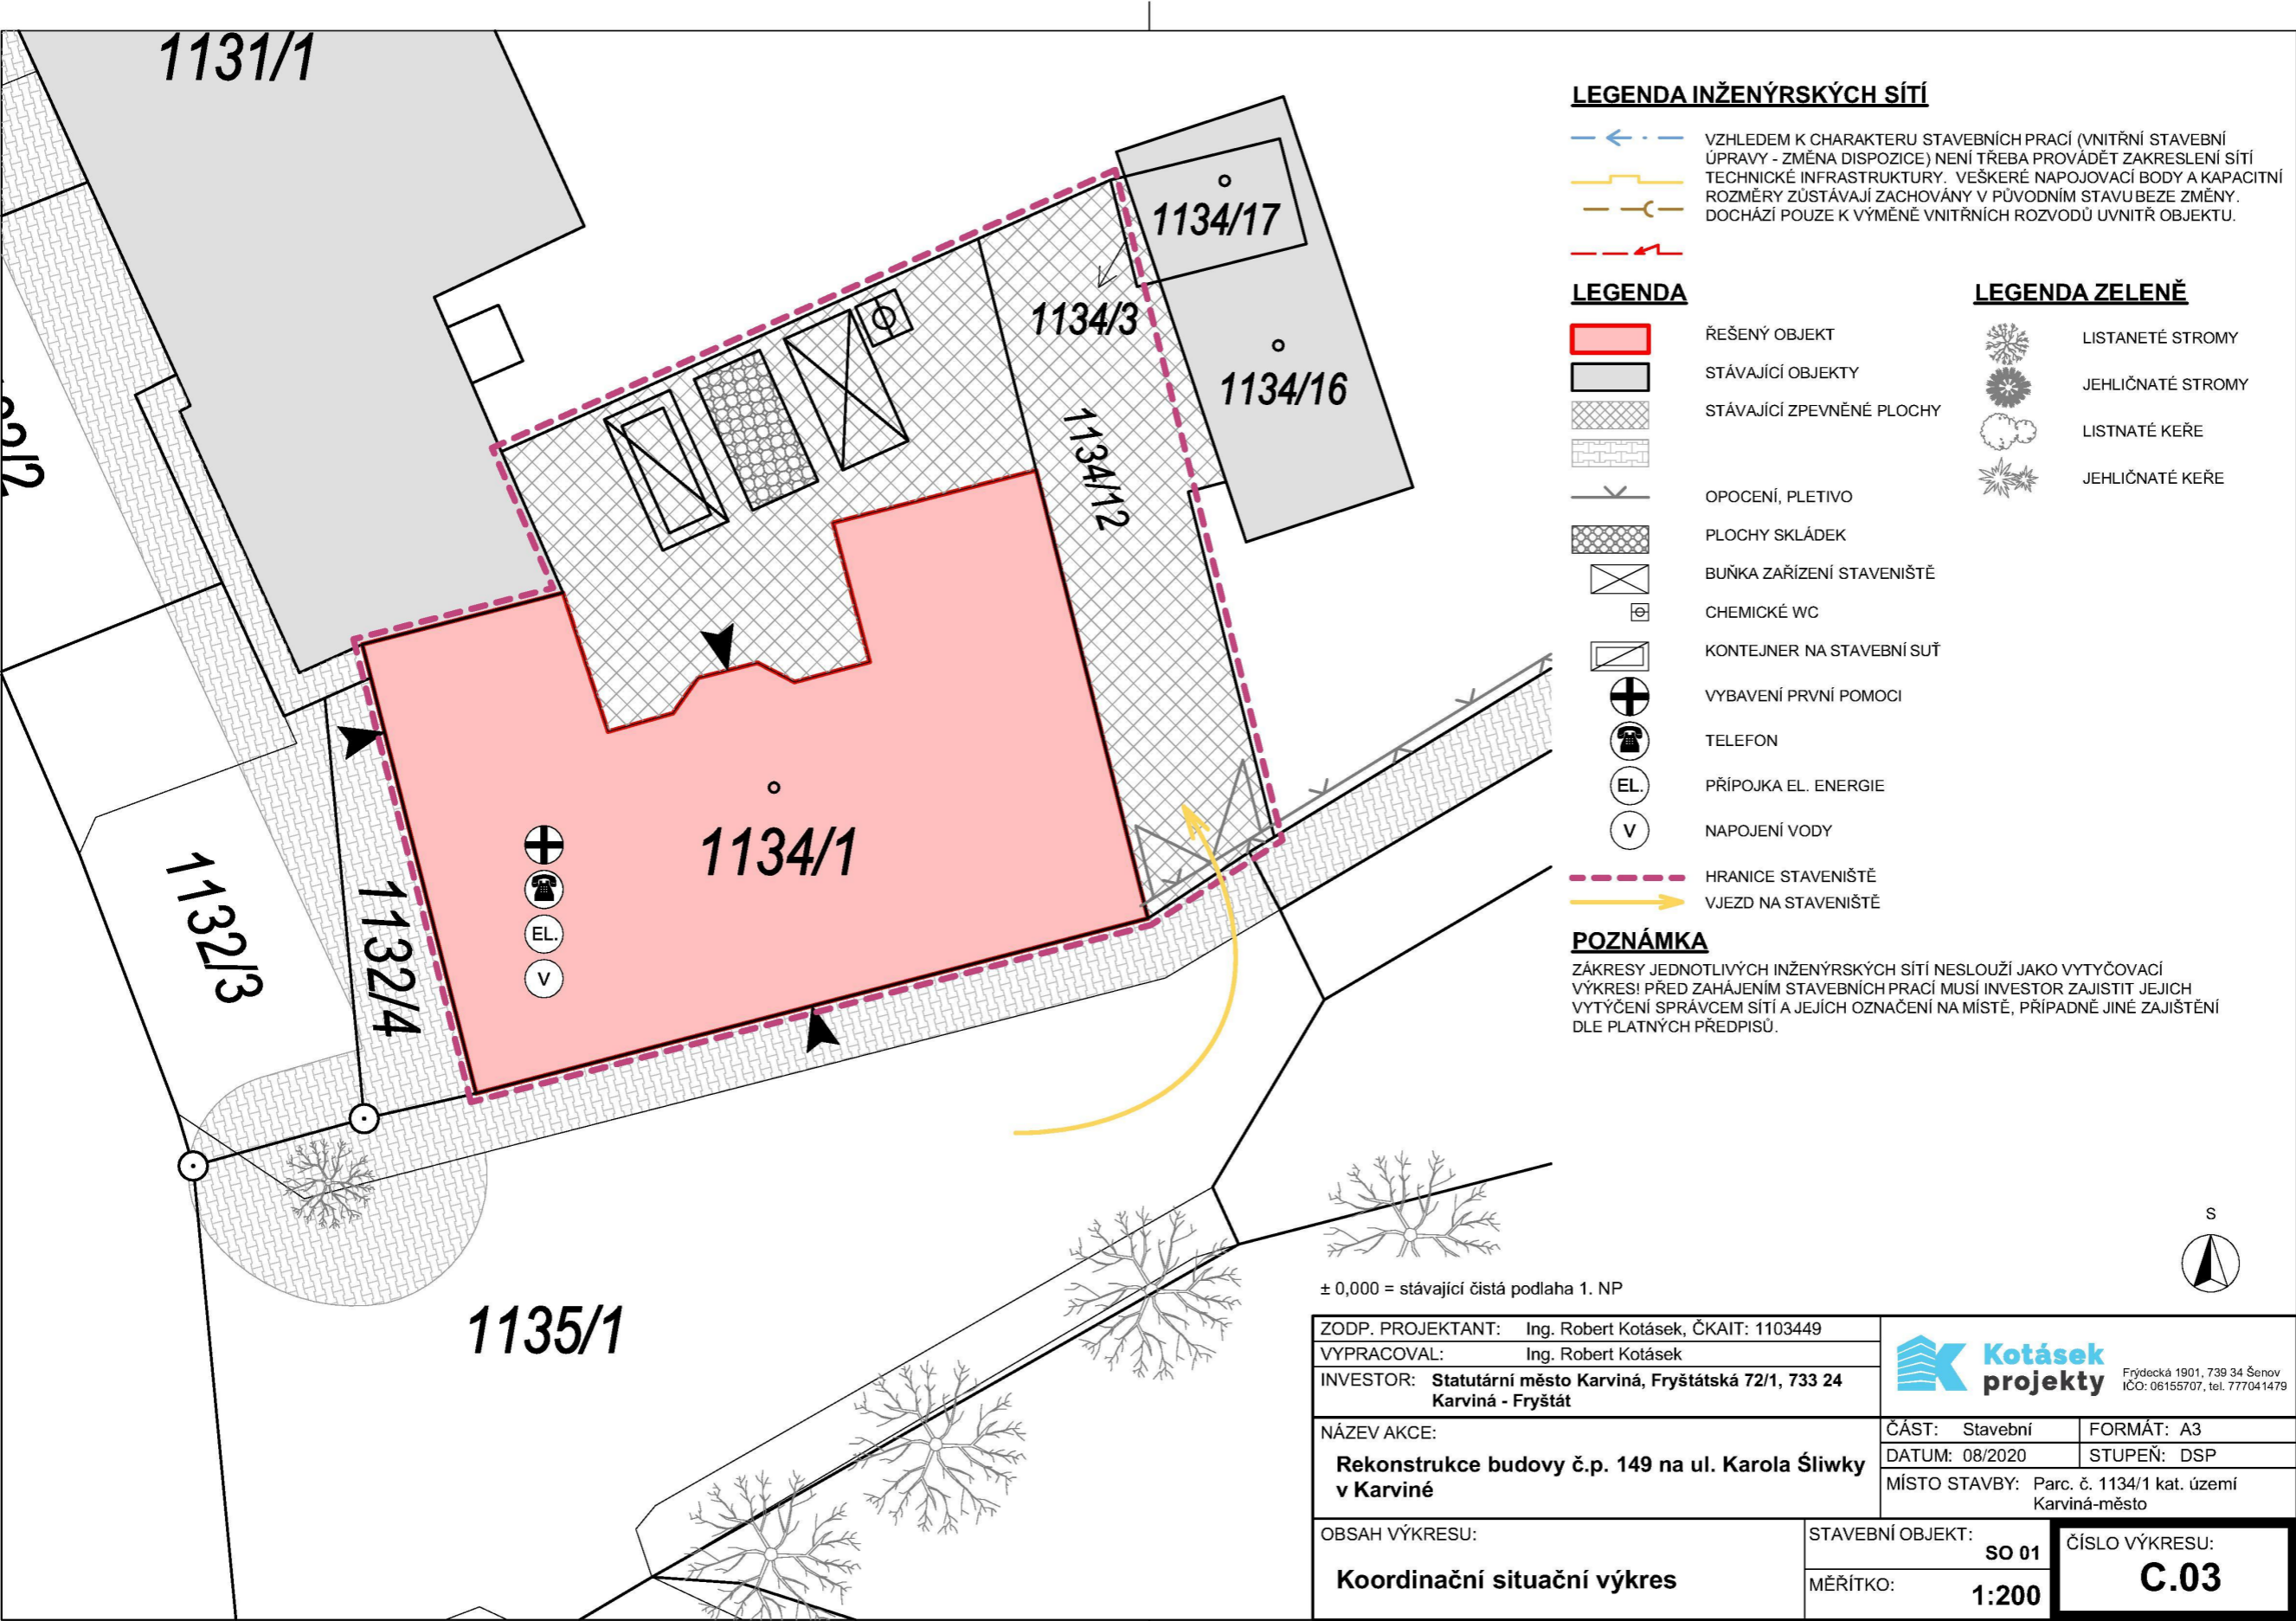 1131/1
1134/17
1134/3
1134/16
1134/12
1134/1
1132/3
1132/4
EL.
V
1135/1
LEGENDA INŽENÝRSKÝCH SÍTÍ
VZHLEDEM K CHARAKTERU STAVEBNÍCH PRACÍ (VNITŘNÍ STAVEBNÍ
ÚPRAVY - ZMĚNA DISPOZICE) NENÍ TŘEBA PROVÁDĚT ZAKRESLENÍ SÍTÍ
TECHNICKÉ INFRASTRUKTURY. VEŠKERÉ NAPOJOVACÍ BODY A KAPACITNÍ
ROZMĚRY ZŮSTÁVAJÍ ZACHOVÁNY V PŮVODNÍM STAVU BEZE ZMĚNY.
DOCHÁZÍ POUZE K VÝMĚNĚ VNITŘNÍCH ROZVODŮ UVNITŘ OBJEKTU.
LEGENDA
ŘEŠENÝ OBJEKT
STÁVAJÍCÍ OBJEKTY
STÁVAJÍCÍ ZPEVNĚNÉ PLOCHY
OPOCENÍ, PLETIVO
PLOCHY SKLÁDEK
BUŇKA ZAŘÍZENÍ STAVENIŠTĚ
CHEMICKÉ WC
KONTEJNER NA STAVEBNÍ SUŤ
VYBAVENÍ PRVNÍ POMOCI
TELEFON
EL. PŘÍPOJKA EL. ENERGIE
V NAPOJENÍ VODY
HRANICE STAVENIŠTĚ
VJEZD NA STAVENIŠTĚ
LEGENDA ZELENĚ
LISTANETÉ STROMY
JEHLIČNATÉ STROMY
LISTNATÉ KEŘE
JEHLIČNATÉ KEŘE
POZNÁMKA
ZÁKRESY JEDNOTLIVÝCH INŽENÝRSKÝCH SÍTÍ NESLOUŽÍ JAKO VYTYČOVACÍ
VÝKRES! PŘED ZAHÁJENÍM STAVEBNÍCH PRACÍ MUSÍ INVESTOR ZAJISTIT JEJICH
VYTÝČENÍ SPRÁVCEM SÍTÍ A JEJÍCH OZNAČENÍ NA MÍSTĚ, PŘÍPADNĚ JINÉ ZAJIŠTĚNÍ
DLE PLATNÝCH PŘEDPISŮ.
S
± 0,000 = stávající čistá podlaha 1. NP
ZODP. PROJEKTANT: Ing. Robert Kotásek, ČKAIT: 1103449
VYPRACOVAL: Ing. Robert Kotásek
INVESTOR: Statutární město Karviná, Fryštátská 72/1, 733 24
Karviná - Fryštát
Kotásek
projekty
Frýdecká 1901, 739 34 Šenov
IČO: 06155707, tel. 777041479
NÁZEV AKCE:
Rekonstrukce budovy č.p. 149 na ul. Karola Śliwky
v Karviné
ČÁST: Stavební
FORMÁT: A3
DATUM: 08/2020
STUPEŇ: DSP
MÍSTO STAVBY: Parc. č. 1134/1 kat. území
Karviná-město
OBSAH VÝKRESU:
Koordinační situační výkres
STAVEBNÍ OBJEKT:
SO 01
MĚŘÍTKO:
1:200
ČÍSLO VÝKRESU:
C.03